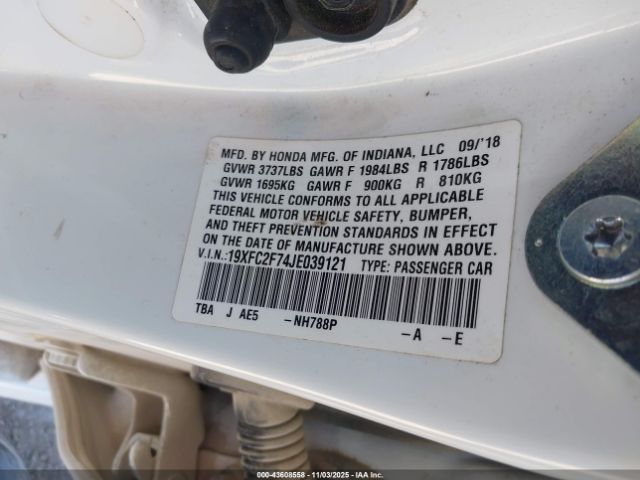 MFD. BY HONDA MFG. OF INDIANA, LLC 09/'18
GVWR 3737LBS GAWR F 1984LBS R 1786LBS
GVWR 1695KG GAWR F 900KG R 810KG
THIS VEHICLE CONFORMS TO ALL APPLICABLE
FEDERAL MOTOR VEHICLE SAFETY, BUMPER,
AND THEFT PREVENTION STANDARDS IN EFFECT
ON THE DATE OF MANUFACTURE SHOWN ABOVE.
V.I.N.:19XFC2F74JE039121 TYPE: PASSENGER CAR
TBA J AE5 -NH788P -A -E
000-43608558 - 11/03/2025 - IAAI.COM